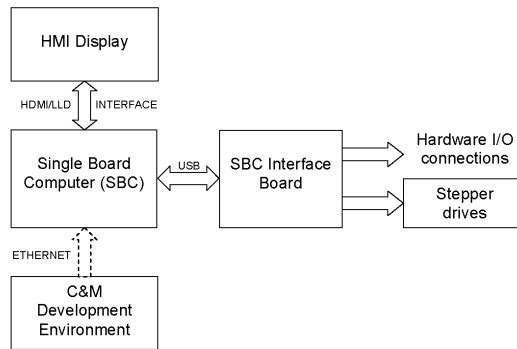 HMI Display
HDMI/LLD INTERFACE
Single Board
Computer (SBC)
USB
SBC Interface
Board
Hardware I/O
connections
Stepper
drives
ETHERNET
C&M
Development
Environment